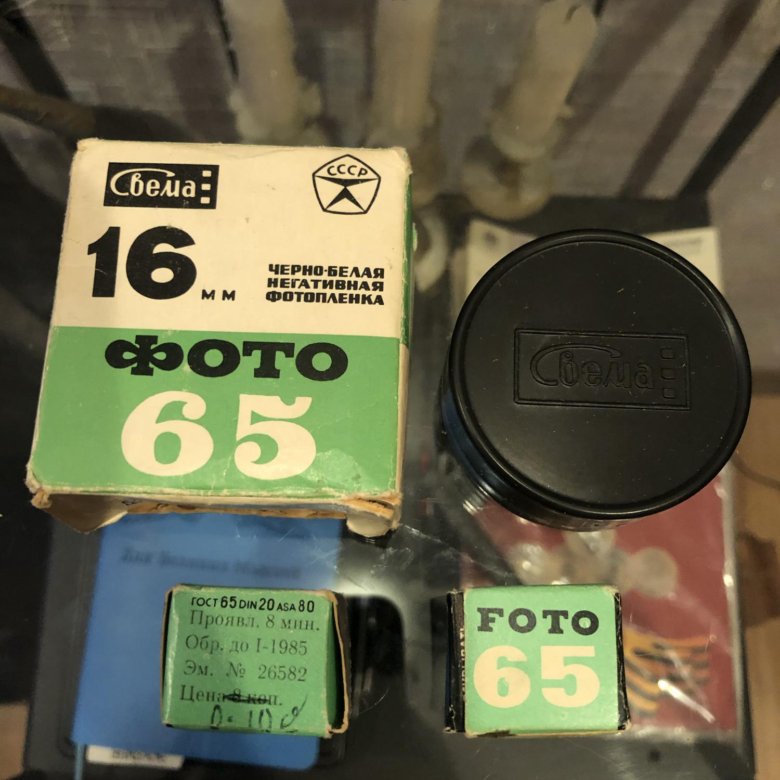 Свема
СССР
16 мм
ЧЕРНО-БЕЛАЯ
НЕГАТИВНАЯ
ФОТОПЛЕНКА
ФОТО
65
Свема
ГОСТ 65 DIN 20 ASA 80
Проявл. 8 мин.
Обр. до I-1985
Эм. № 26582
Цена 8 коп.
FOTO
65